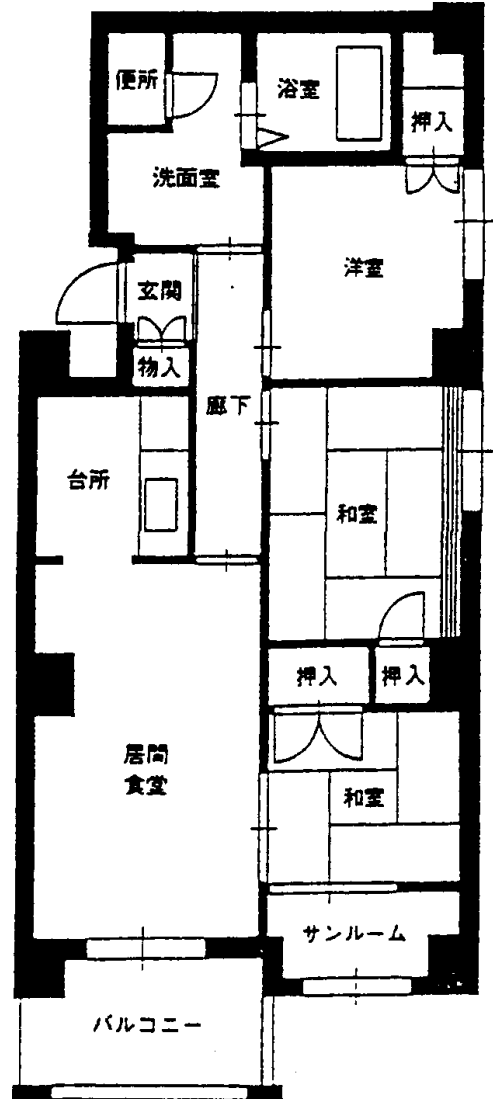 便所
浴室
押入
洗面室
洋室
玄関
物入
廊下
台所
和室
押入
押入
居間
食堂
和室
サンルーム
バルコニー